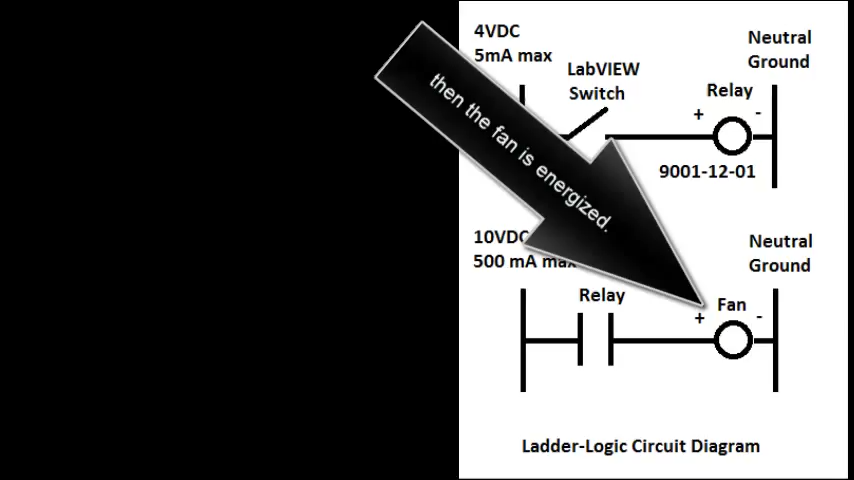 4VDC
5mA max
LabVIEW
Switch
Neutral
Ground
Relay
+ -
9001-12-01
then the fan is energized.
10VDC
500 mA max
Neutral
Ground
Relay
Fan
+ -
Ladder-Logic Circuit Diagram